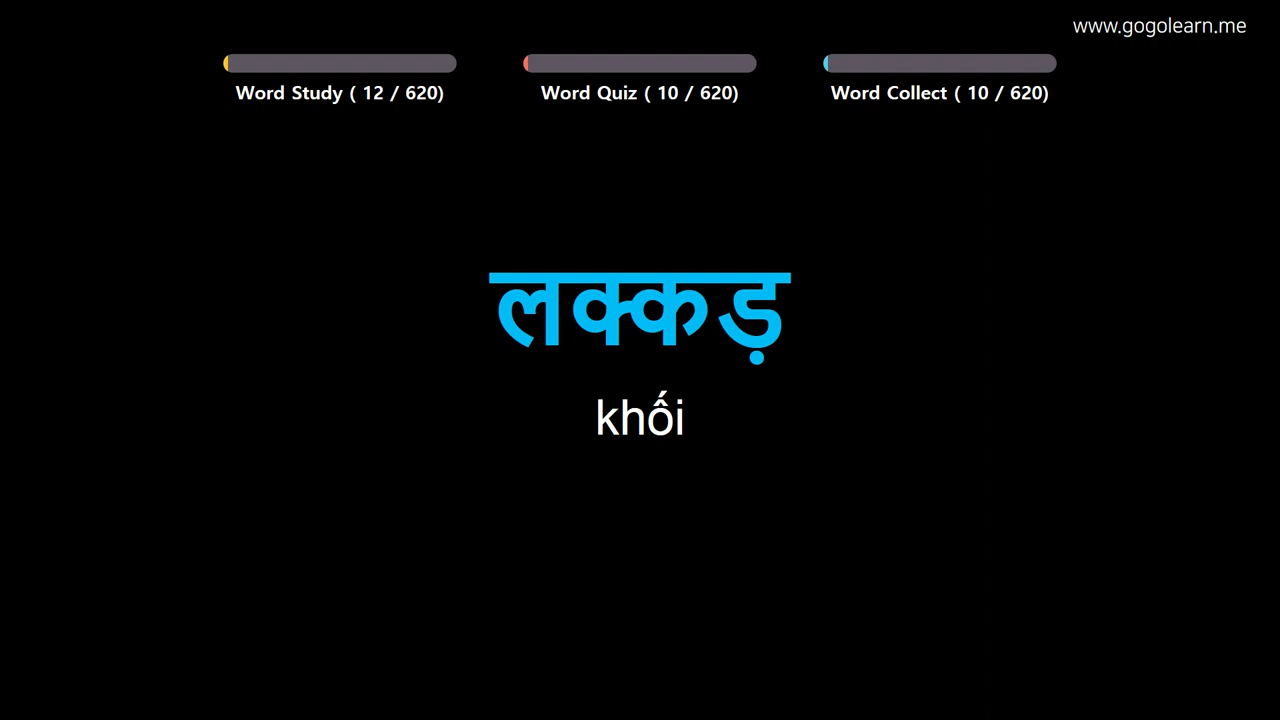 www.gogolearn.me
Word Study ( 12 / 620)
Word Quiz ( 10 / 620)
Word Collect ( 10 / 620)
लक्कड़
khối